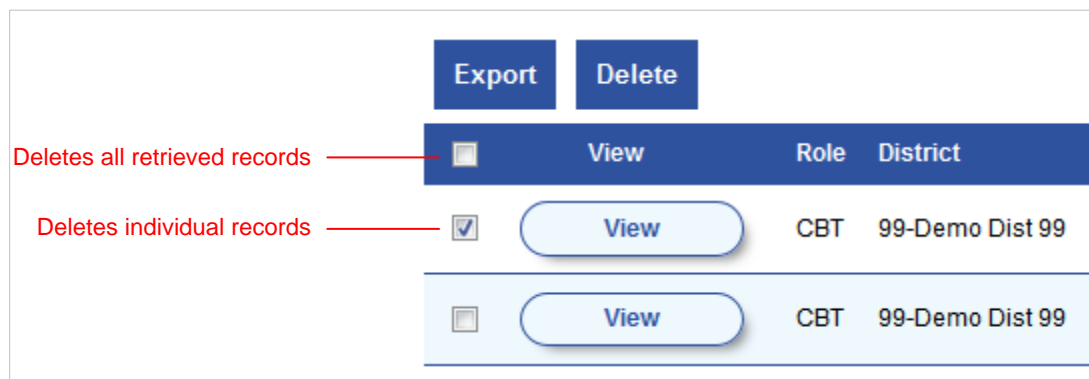 Export Delete
Deletes all retrieved records View Role District
Deletes individual records View CBT 99-Demo Dist 99
View CBT 99-Demo Dist 99